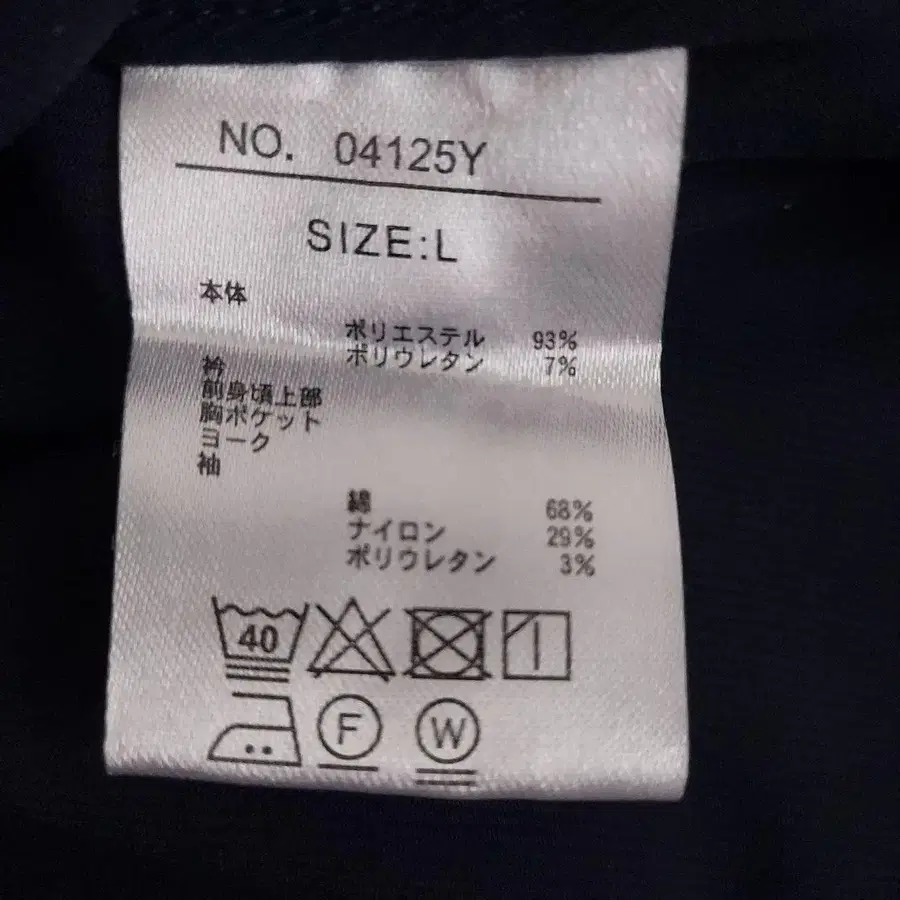 NO. 04125Y
SIZE:L
本体
ポリエステル 93%
ポリウレタン 7%
衿
前身頃上部
胸ポケット
ヨーク
袖
綿 68%
ナイロン 29%
ポリウレタン 3%
40
F W